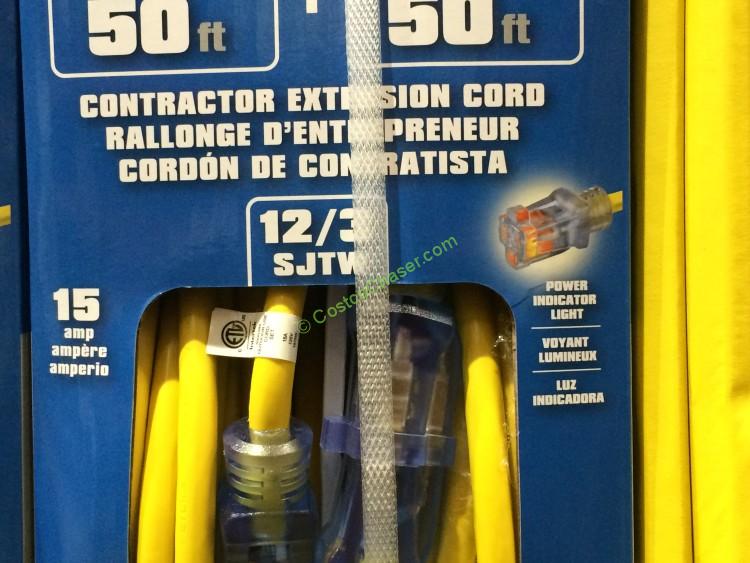 50 ft
50 ft
CONTRACTOR EXTENSION CORD
RALLONGE D'ENTREPRENEUR
CORDÓN DE CONTRATISTA
12/3
SJTW
15
amp
ampère
amperio
POWER
INDICATOR
LIGHT
VOYANT
LUMINEUX
LUZ
INDICADORA
ETL
© CostcoChaser.com